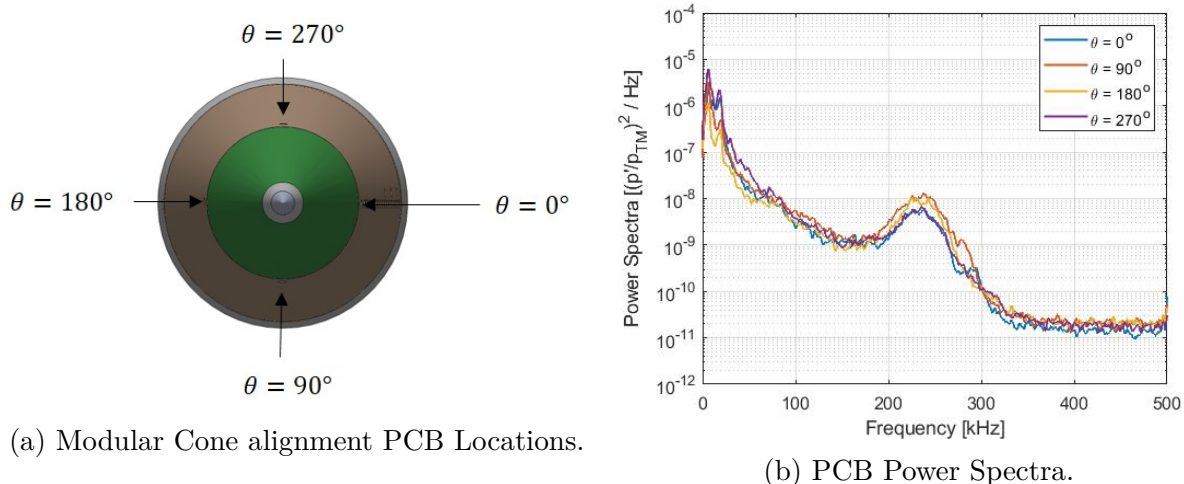 θ = 270°
θ = 180°
θ = 0°
θ = 90°
(a) Modular Cone alignment PCB Locations.
Power Spectra [(p'/p_TM)² / Hz]
10⁻⁴
10⁻⁵
10⁻⁶
10⁻⁷
10⁻⁸
10⁻⁹
10⁻¹⁰
10⁻¹¹
10⁻¹²
θ = 0°
θ = 90°
θ = 180°
θ = 270°
0 100 200 300 400 500
Frequency [kHz]
(b) PCB Power Spectra.